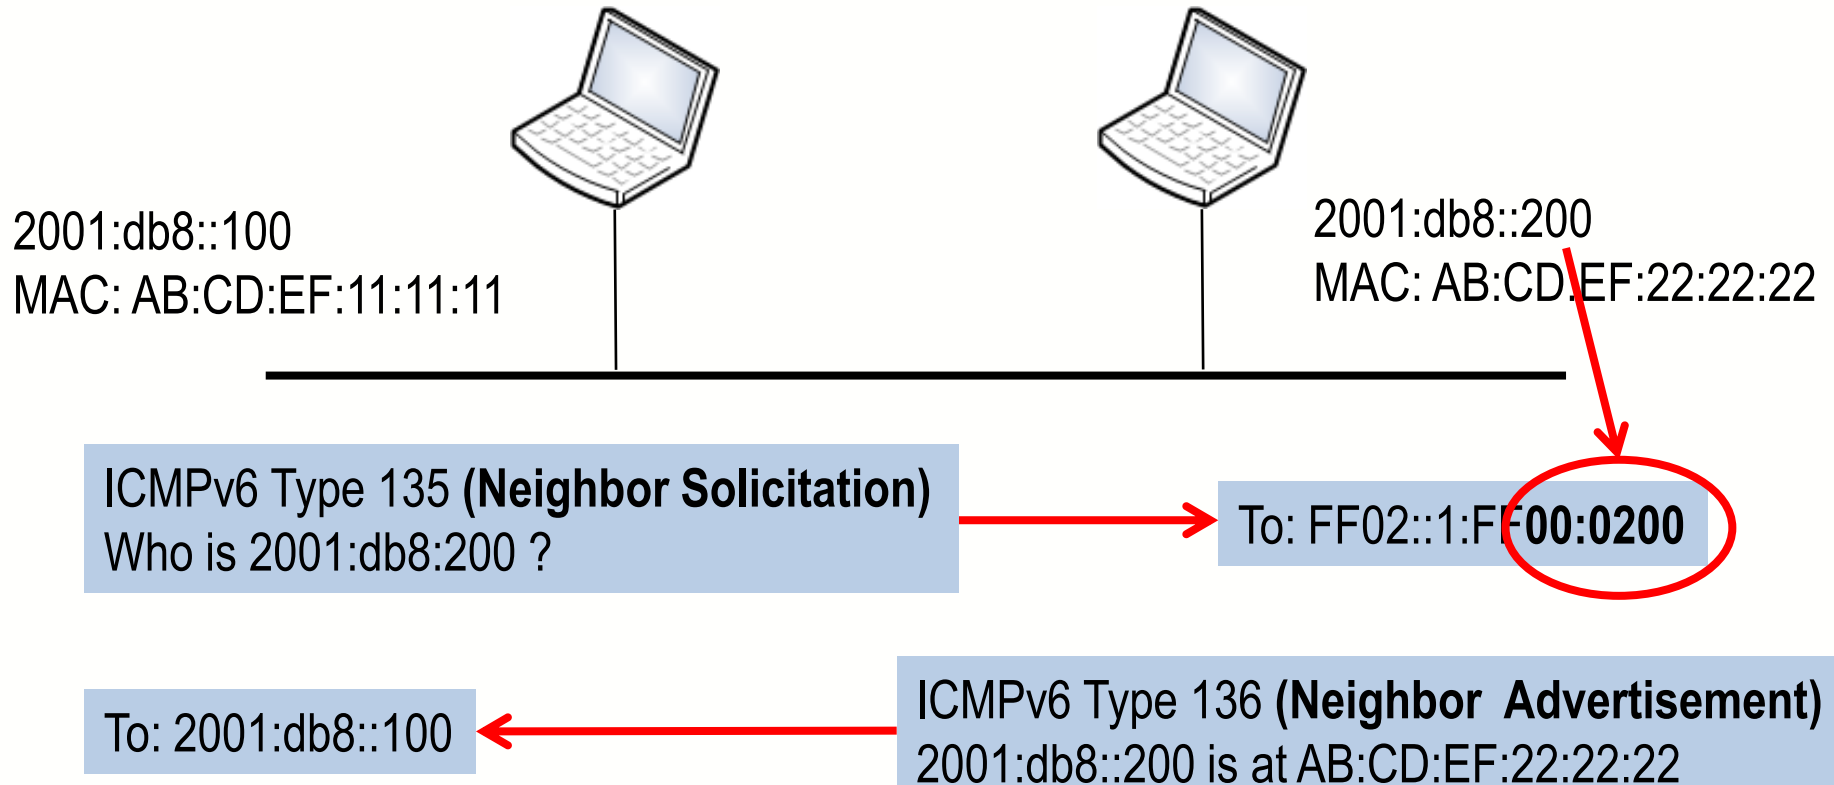 2001:db8::100
MAC: AB:CD:EF:11:11:11
2001:db8::200
MAC: AB:CD:EF:22:22:22
ICMPv6 Type 135 (Neighbor Solicitation)
Who is 2001:db8:200 ?
To: FF02::1:FF00:0200
To: 2001:db8::100
ICMPv6 Type 136 (Neighbor Advertisement)
2001:db8::200 is at AB:CD:EF:22:22:22